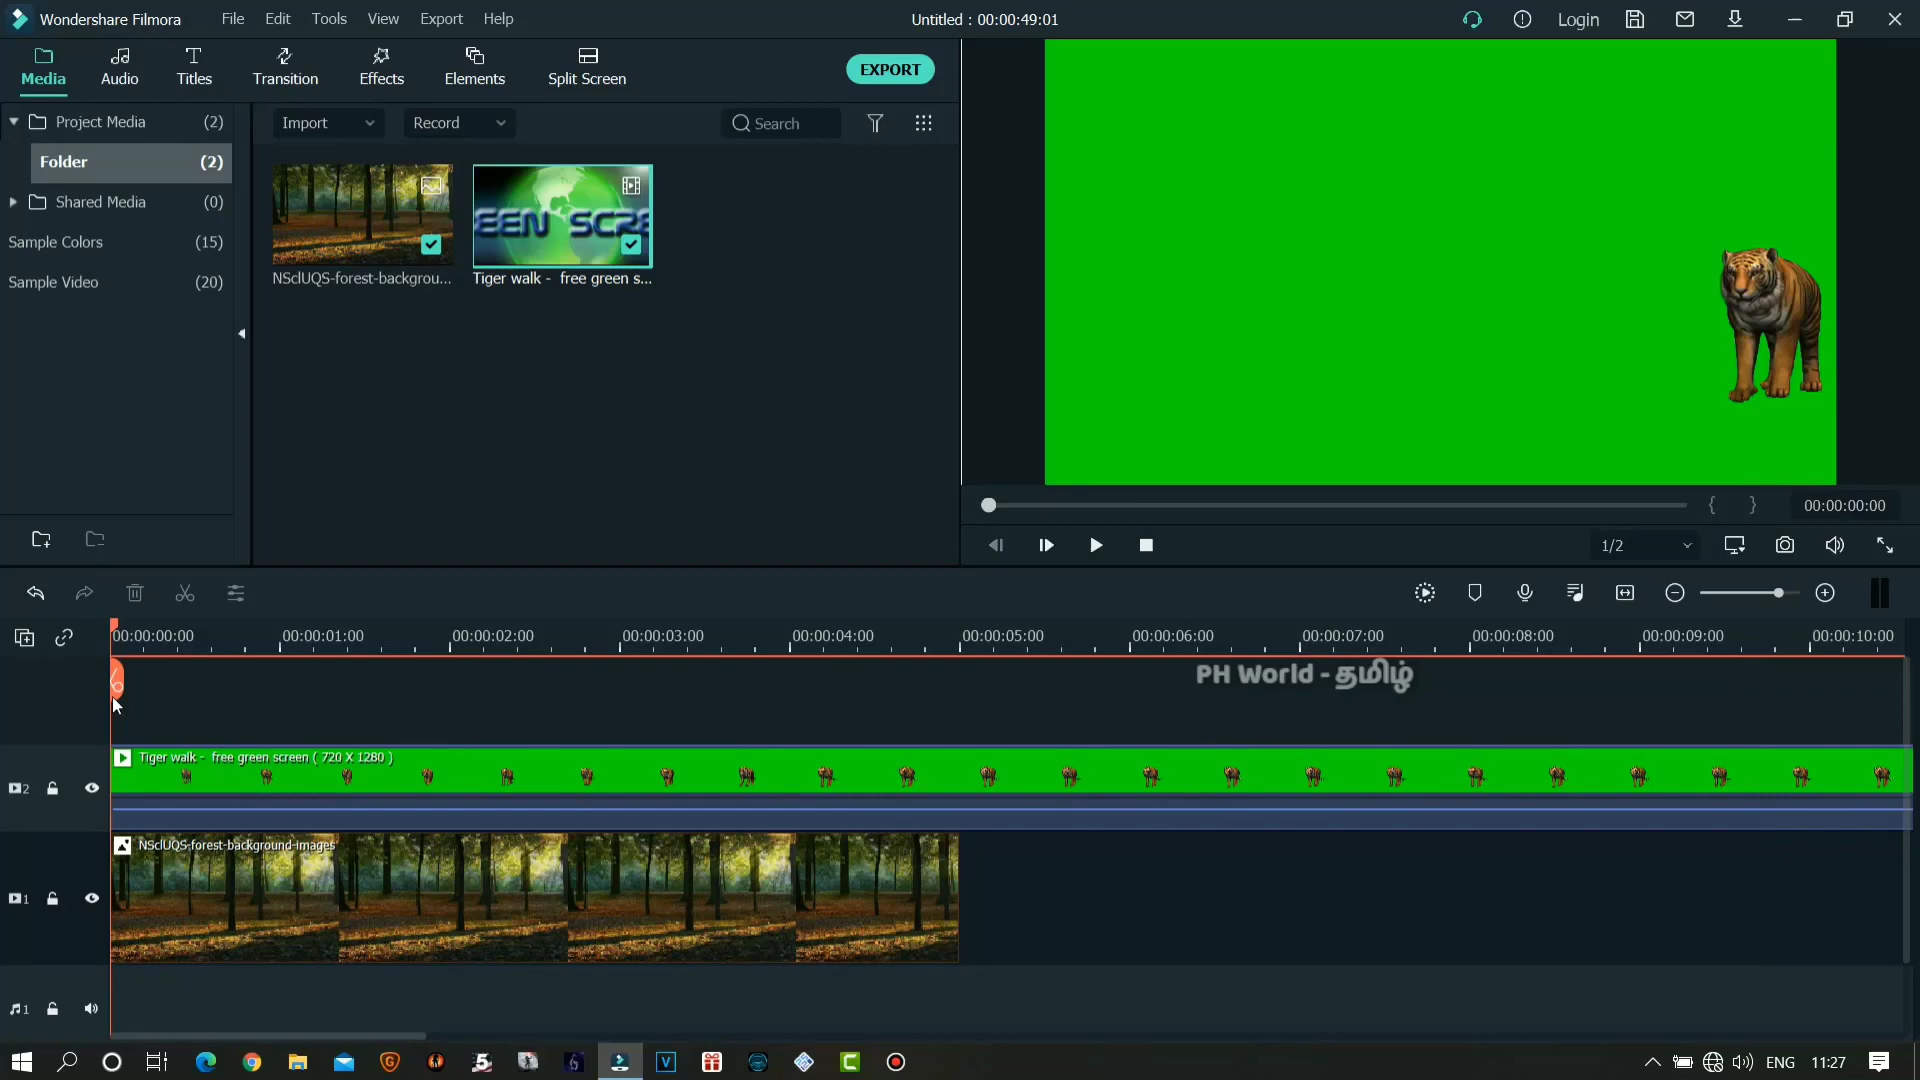 Wondershare Filmora
File Edit Tools View Export Help
Untitled : 00:00:49:01
Login
Media Audio Titles Transition Effects Elements Split Screen
EXPORT
Project Media (2)
Folder (2)
Shared Media (0)
Sample Colors (15)
Sample Video (20)
Import Record Search
EEN SCRE
NSclUQS-forest-backgrou... Tiger walk - free green s...
{ } 00:00:00:00
1/2
00:00:00:00 00:00:01:00 00:00:02:00 00:00:03:00 00:00:04:00 00:00:05:00 00:00:06:00 00:00:07:00 00:00:08:00 00:00:09:00 00:00:10:00
PH World - தமிழ்
Tiger walk - free green screen ( 720 X 1280 )
2
NSclUQS-forest-background-images
1
1
ENG 11:27